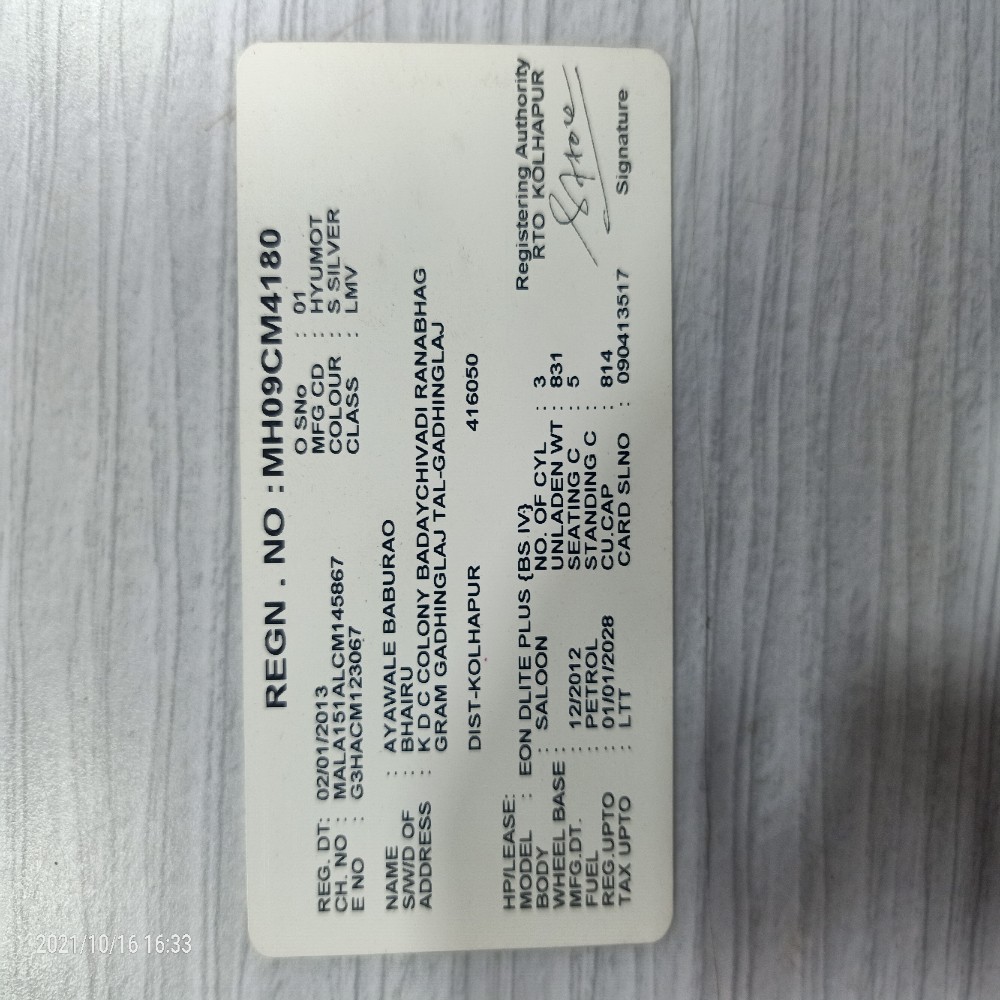 REGN . NO : MH09CM4180
REG. DT: 02/01/2013 O SNo : 01
CH. NO : MALA151ALCM145867 MFG CD : HYUMOT
E NO : G3HACM123067 COLOUR : S SILVER
CLASS : LMV
NAME : AYAWALE BABURAO
S/W/D OF : BHAIRU
ADDRESS : K D C COLONY BADAYCHIVADI RANABHAG
GRAM GADHINGLAJ TAL-GADHINGLAJ
DIST-KOLHAPUR 416050
HP/LEASE: Registering Authority
MODEL : EON DLITE PLUS {BS IV} RTO KOLHAPUR
BODY : SALOON NO. OF CYL : 3
WHEEL BASE : UNLADEN WT : 831
MFG.DT. : 12/2012 SEATING C : 5
FUEL : PETROL STANDING C :
REG.UPTO : 01/01/2028 CU.CAP : 814
TAX UPTO : LTT CARD SLNO : 090413517 Signature
2021/10/16 16:33